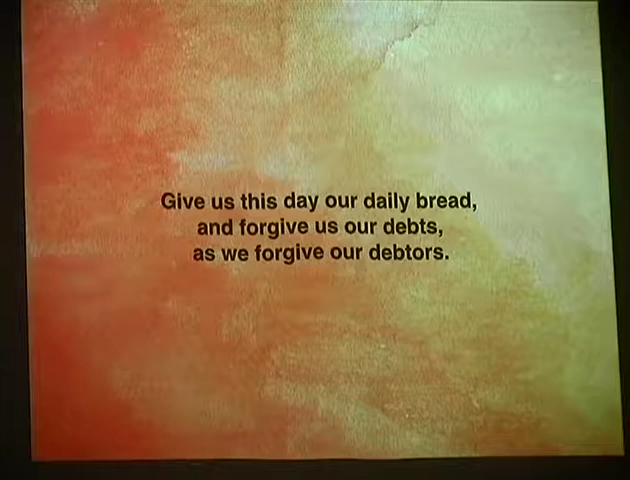 Give us this day our daily bread,
and forgive us our debts,
as we forgive our debtors.